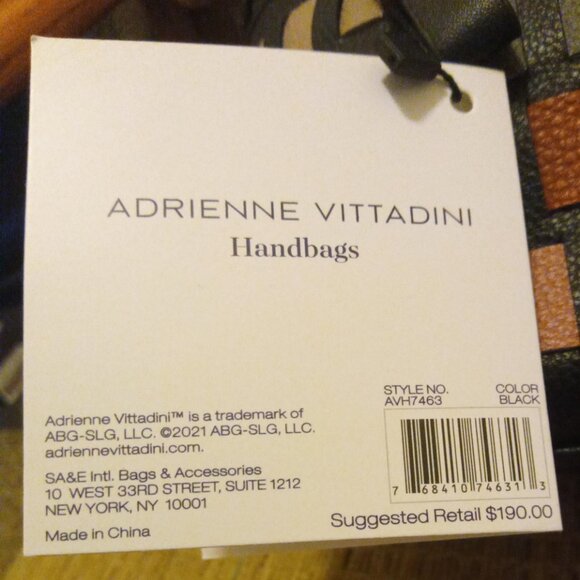 ADRIENNE VITTADINI
Handbags
STYLE NO. COLOR
AVH7463 BLACK
Adrienne Vittadini™ is a trademark of
ABG-SLG, LLC. ©2021 ABG-SLG, LLC.
adriennevittadini.com.
SA&E Intl. Bags & Accessories
10 WEST 33RD STREET, SUITE 1212
NEW YORK, NY 10001
Made in China
7 68410 74631 3
Suggested Retail $190.00